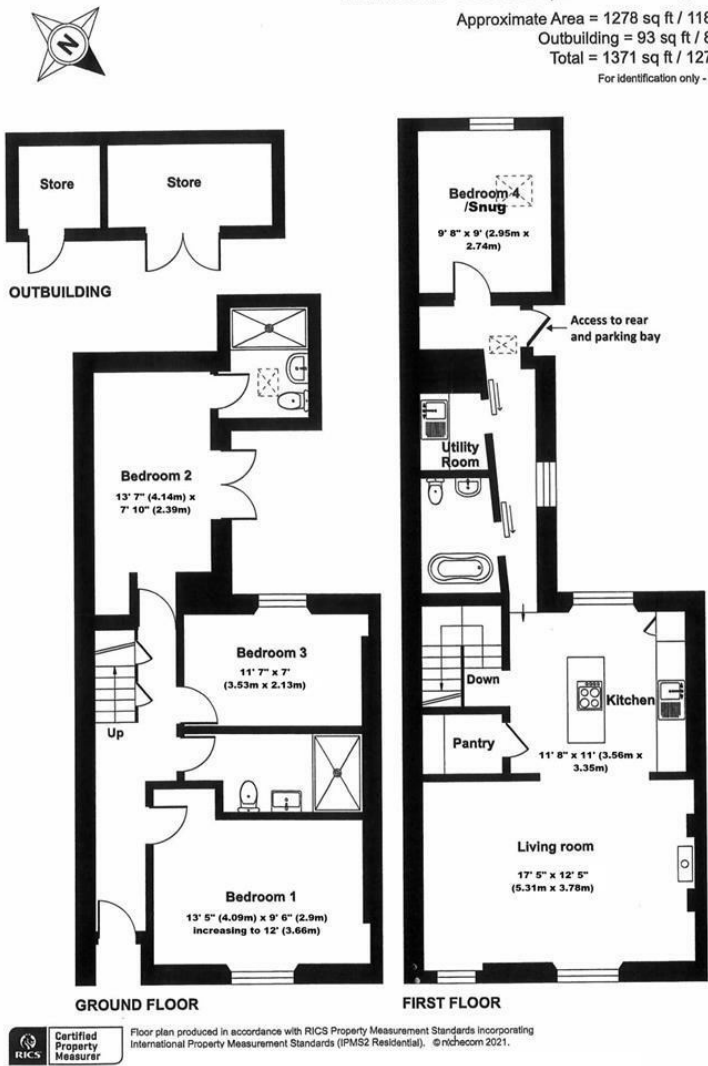 N
Approximate Area = 1278 sq ft / 118
Outbuilding = 93 sq ft / 8
Total = 1371 sq ft / 127
For identification only -
Store
Store
OUTBUILDING
Bedroom 4
/Snug
9' 8" x 9' (2.95m x
2.74m)
Access to rear
and parking bay
Utility
Room
Bedroom 2
13' 7" (4.14m) x
7' 10" (2.39m)
Bedroom 3
11' 7" x 7'
(3.53m x 2.13m)
Up
Down
Kitchen
Pantry
11' 8" x 11' (3.56m x
3.35m)
Living room
17' 5" x 12' 5"
(5.31m x 3.78m)
Bedroom 1
13' 5" (4.09m) x 9' 6" (2.9m)
increasing to 12' (3.66m)
GROUND FLOOR
FIRST FLOOR
RICS
Certified
Property
Measurer
Floor plan produced in accordance with RICS Property Measurement Standards incorporating
International Property Measurement Standards (IPMS2 Residential). © nichecom 2021.